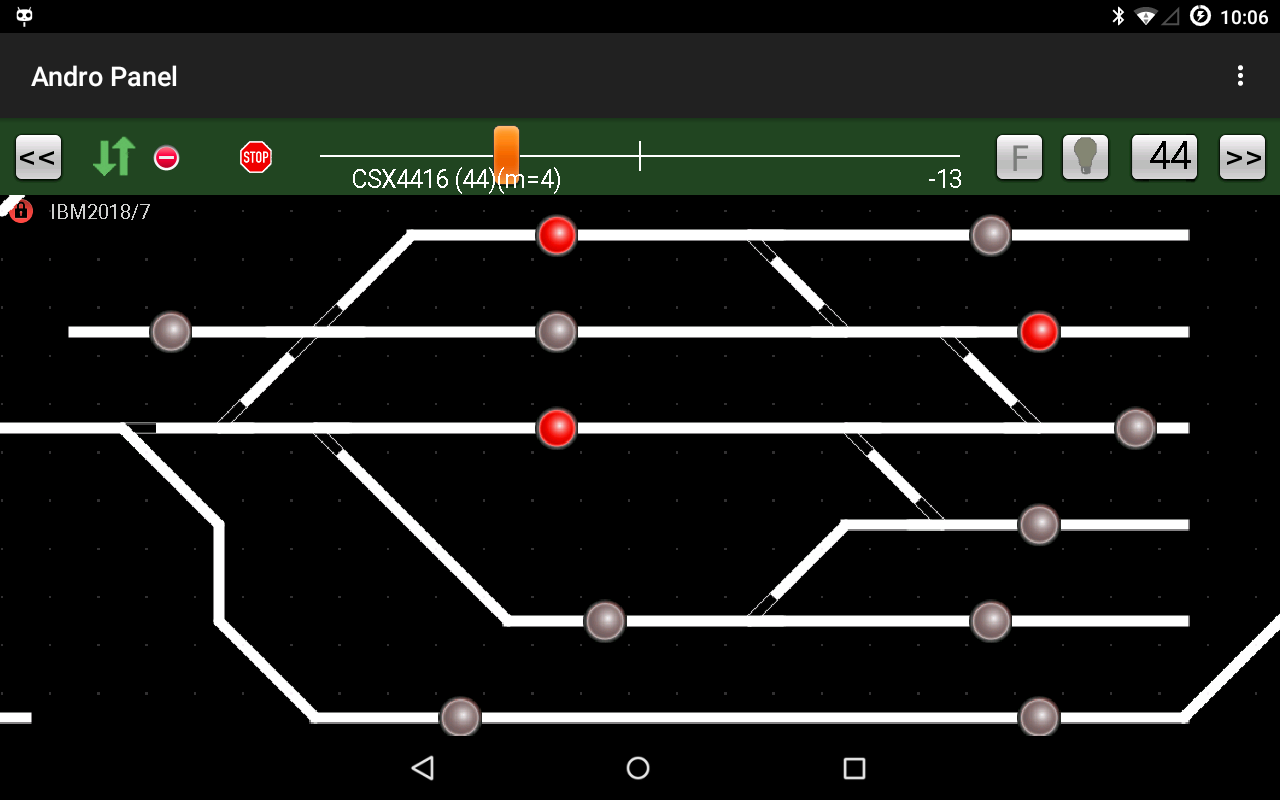 10:06
Andro Panel
<< STOP F 44 >>
CSX4416 (44)(m=4) -13
IBM2018/7